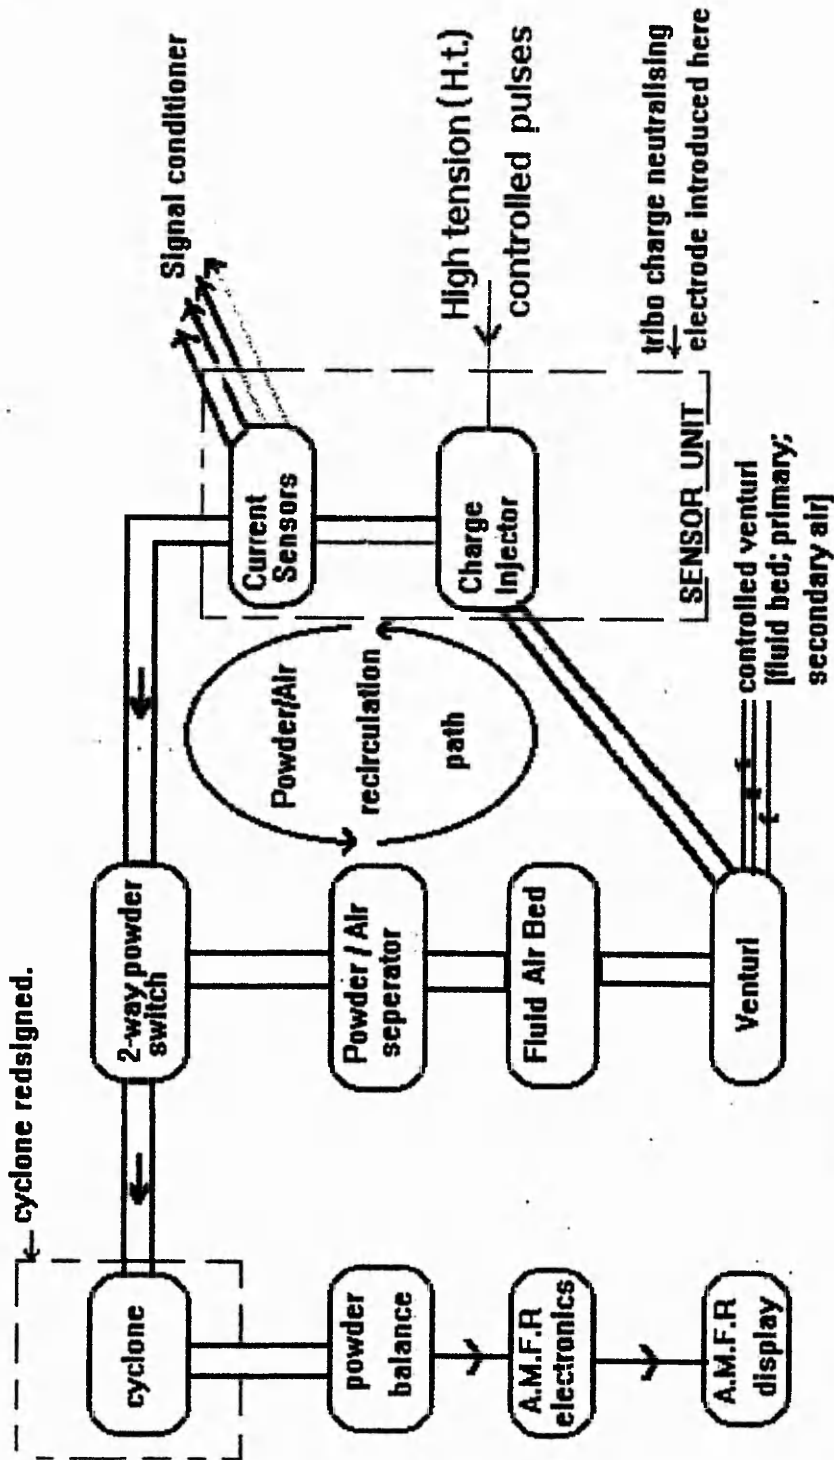 cyclone redsigned.
cyclone
powder
balance
A.M.F.R
electronics
A.M.F.R
display
2-way powder
switch
Powder / Air
seperator
Fluid Air Bed
Venturi
Powder/Air
recirculation
path
Current
Sensors
Charge
Injector
SENSOR UNIT
controlled venturi
[fluid bed; primary;
secondary air]
Signal conditioner
High tension (H.t.)
controlled pulses
tribo charge neutralising
electrode introduced here